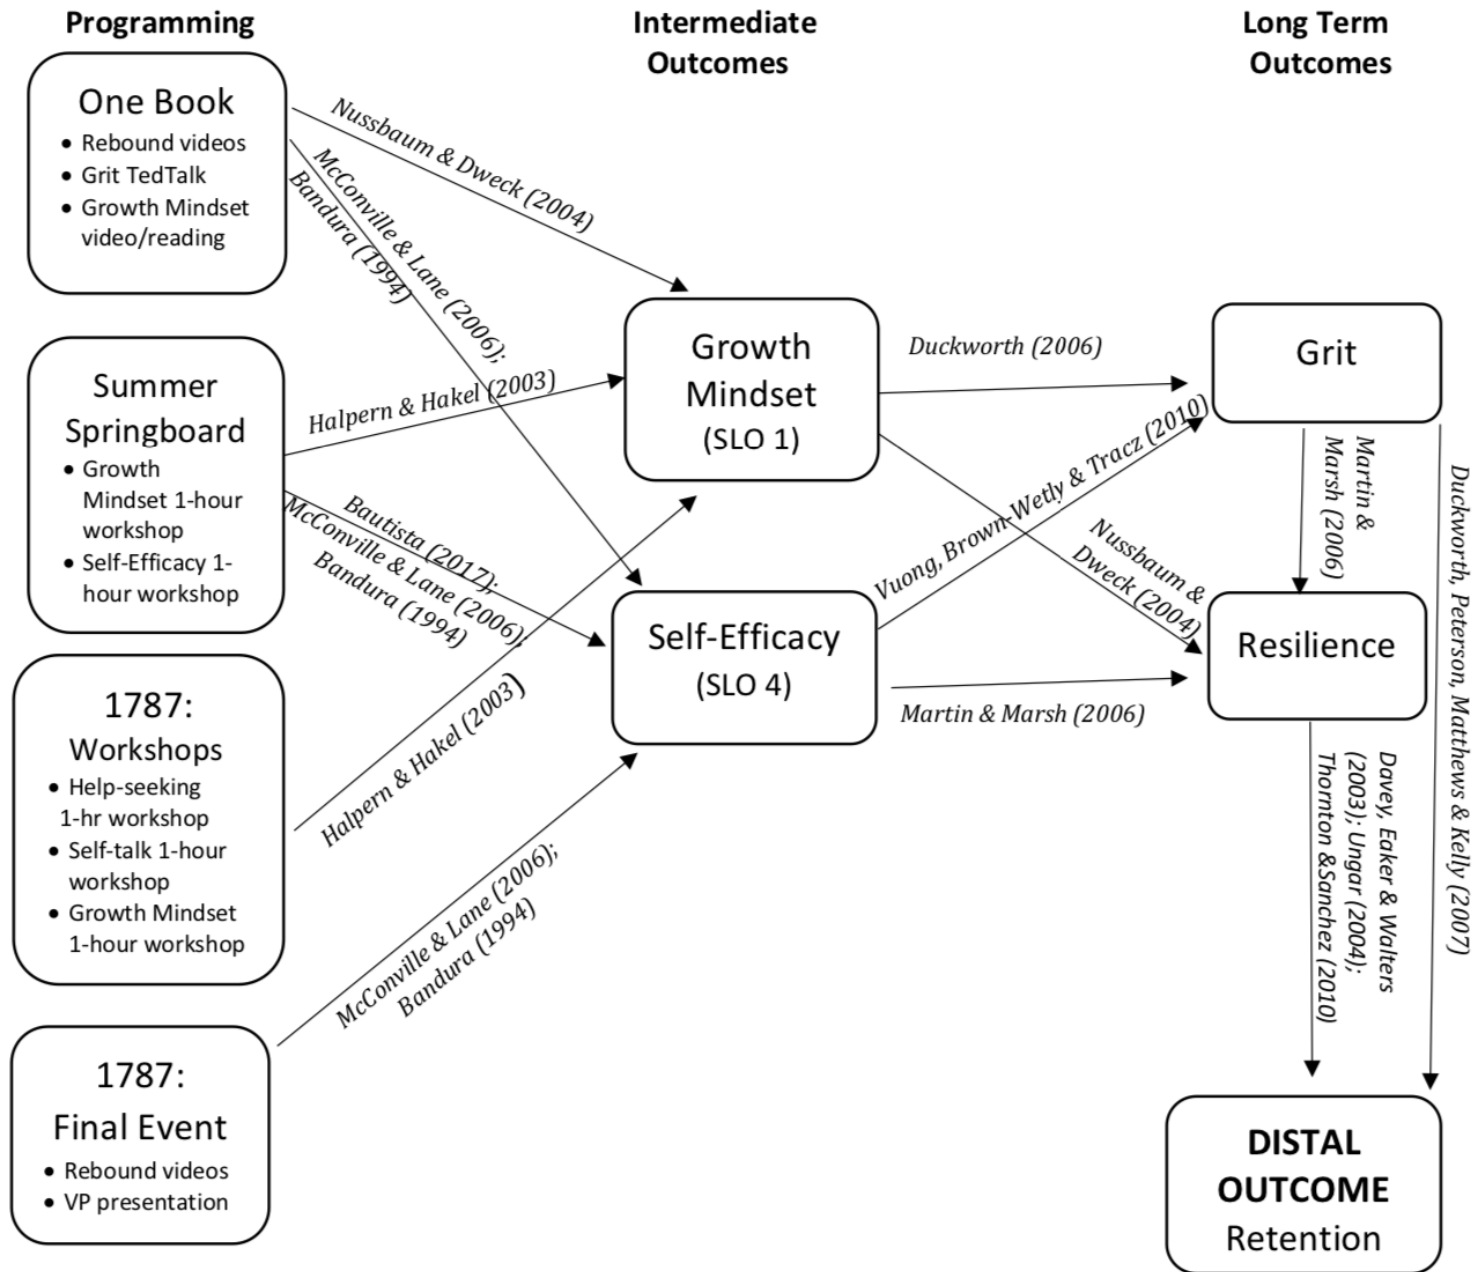 Programming
Intermediate
Outcomes
Long Term
Outcomes
One Book
• Rebound videos
• Grit TedTalk
• Growth Mindset
video/reading
Nussbaum & Dweck (2004)
McConville & Lane (2006);
Bandura (1994)
Summer
Springboard
• Growth
Mindset 1-hour
workshop
• Self-Efficacy 1-
hour workshop
Halpern & Hakel (2003)
Bautista (2017);
McConville & Lane (2006);
Bandura (1994)
1787:
Workshops
• Help-seeking
1-hr workshop
• Self-talk 1-hour
workshop
• Growth Mindset
1-hour workshop
Halpern & Hakel (2003)
1787:
Final Event
• Rebound videos
• VP presentation
McConville & Lane (2006);
Bandura (1994)
Growth
Mindset
(SLO 1)
Self-Efficacy
(SLO 4)
Duckworth (2006)
Vuong, Brown-Wetly & Tracz (2010)
Nussbaum &
Dweck (2004)
Martin & Marsh (2006)
Grit
Martin &
Marsh (2006)
Resilience
Davey, Eaker & Walters
(2003); Ungar (2004);
Thornton &Sanchez (2010)
Duckworth, Peterson, Matthews & Kelly (2007)
DISTAL
OUTCOME
Retention